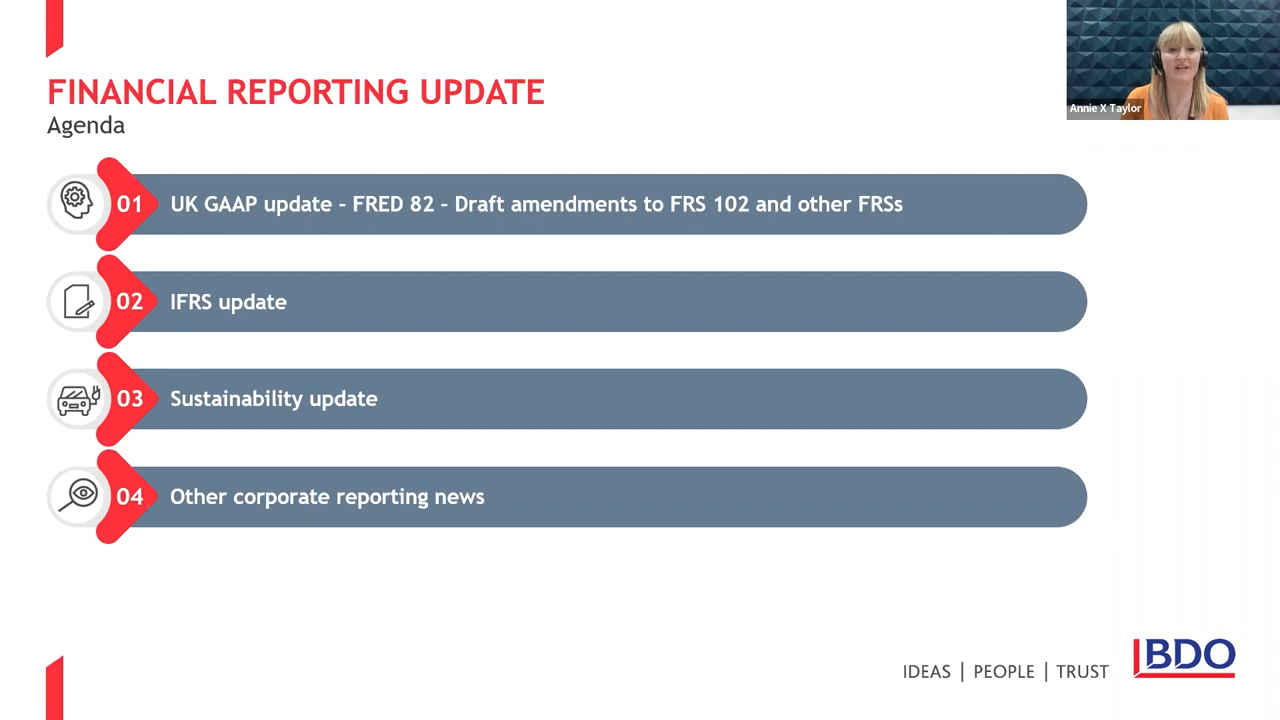 FINANCIAL REPORTING UPDATE
Agenda
Annie X Taylor
01 UK GAAP update – FRED 82 – Draft amendments to FRS 102 and other FRSs
02 IFRS update
03 Sustainability update
04 Other corporate reporting news
IDEAS | PEOPLE | TRUST
BDO